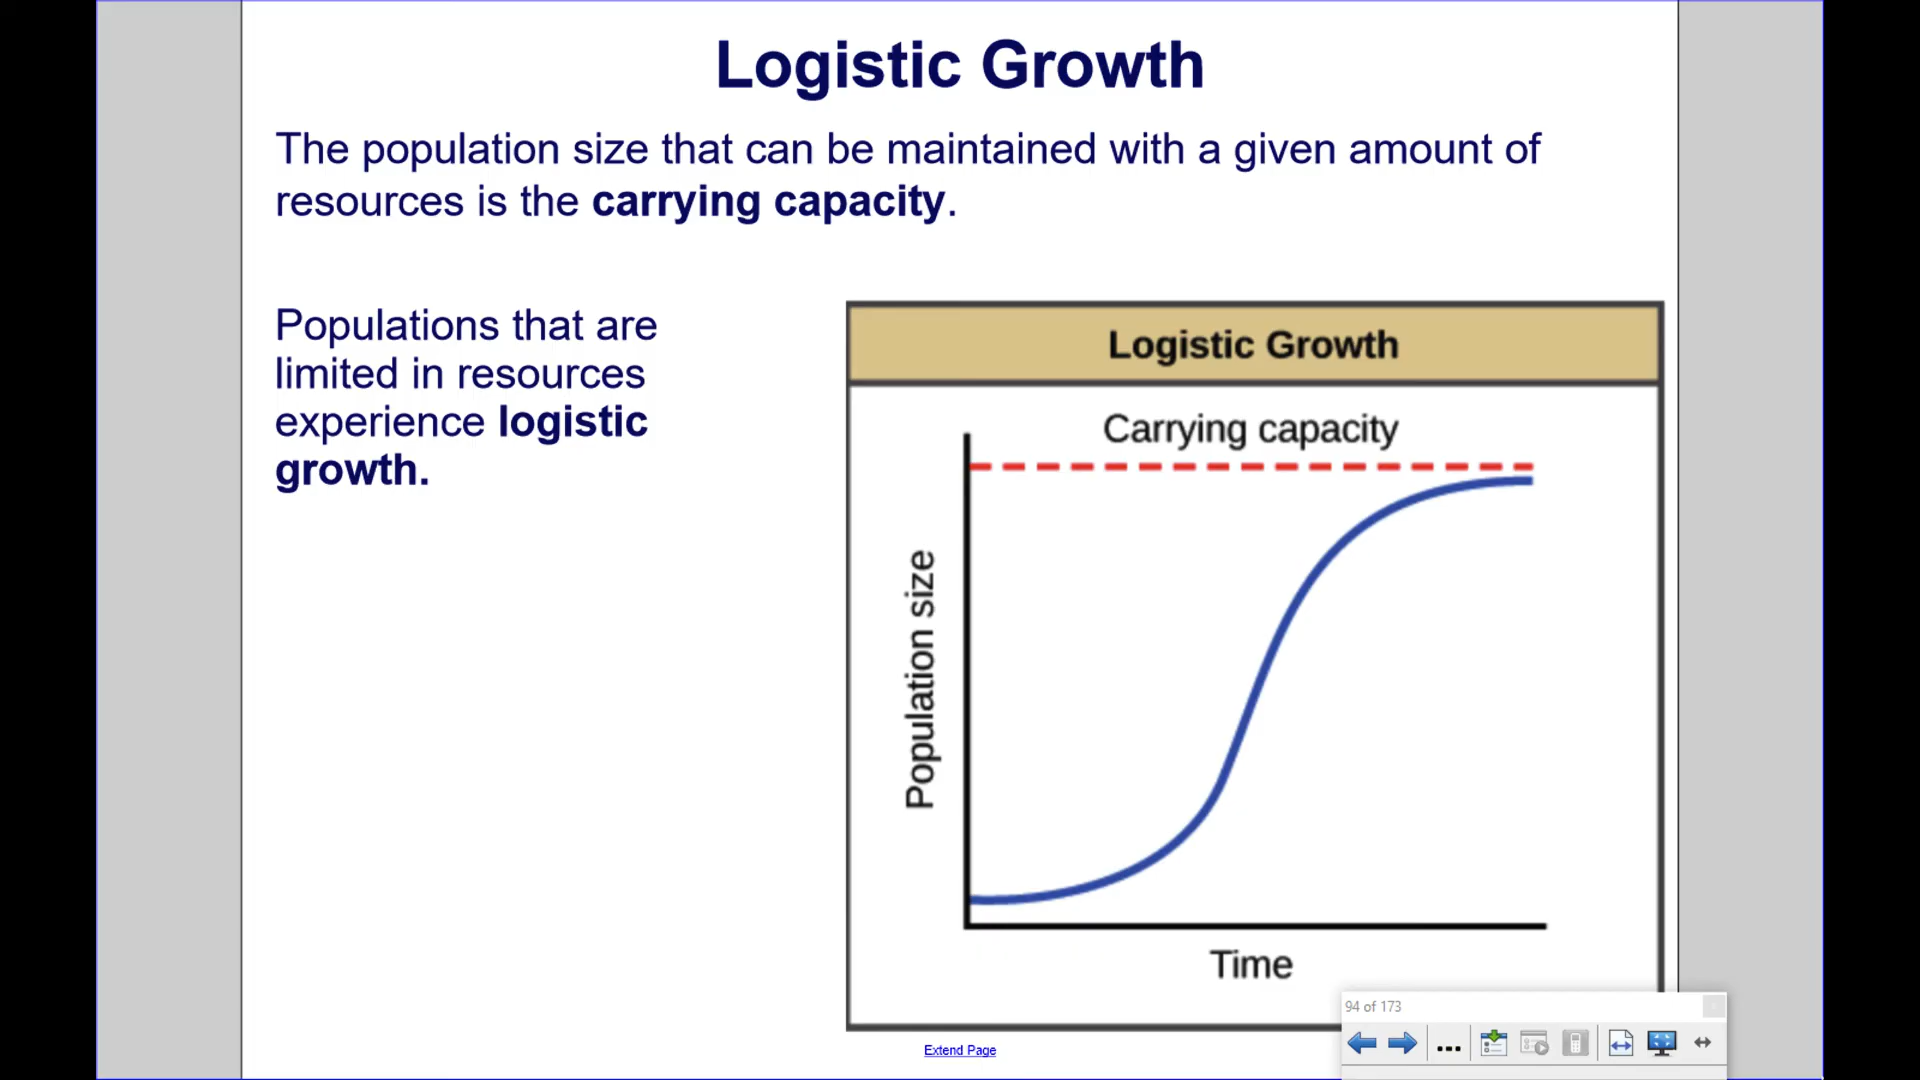 Logistic Growth
The population size that can be maintained with a given amount of
resources is the carrying capacity.
Populations that are
limited in resources
experience logistic
growth.
Logistic Growth
Carrying capacity
Population size
Time
94 of 173
Extend Page